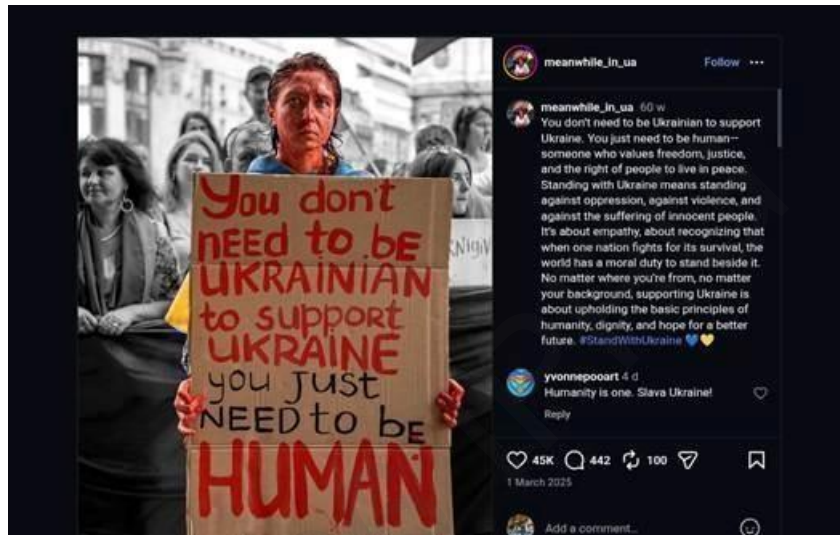 You don't
NEED to be
UKRAINIAN
to support
UKRAINE
you JUST
NEED to be
HUMAN
meanwhile_in_ua
Follow
meanwhile_in_ua 60 w
You don't need to be Ukrainian to support
Ukraine. You just need to be human--
someone who values freedom, justice,
and the right of people to live in peace.
Standing with Ukraine means standing
against oppression, against violence, and
against the suffering of innocent people.
It's about empathy, about recognizing that
when one nation fights for its survival, the
world has a moral duty to stand beside it.
No matter where you're from, no matter
your background, supporting Ukraine is
about upholding the basic principles of
humanity, dignity, and hope for a better
future. #StandWithUkraine 💙💛
yvonnepooart 4 d
Humanity is one. Slava Ukraine!
Reply
45K 442 100
1 March 2025
Add a comment...